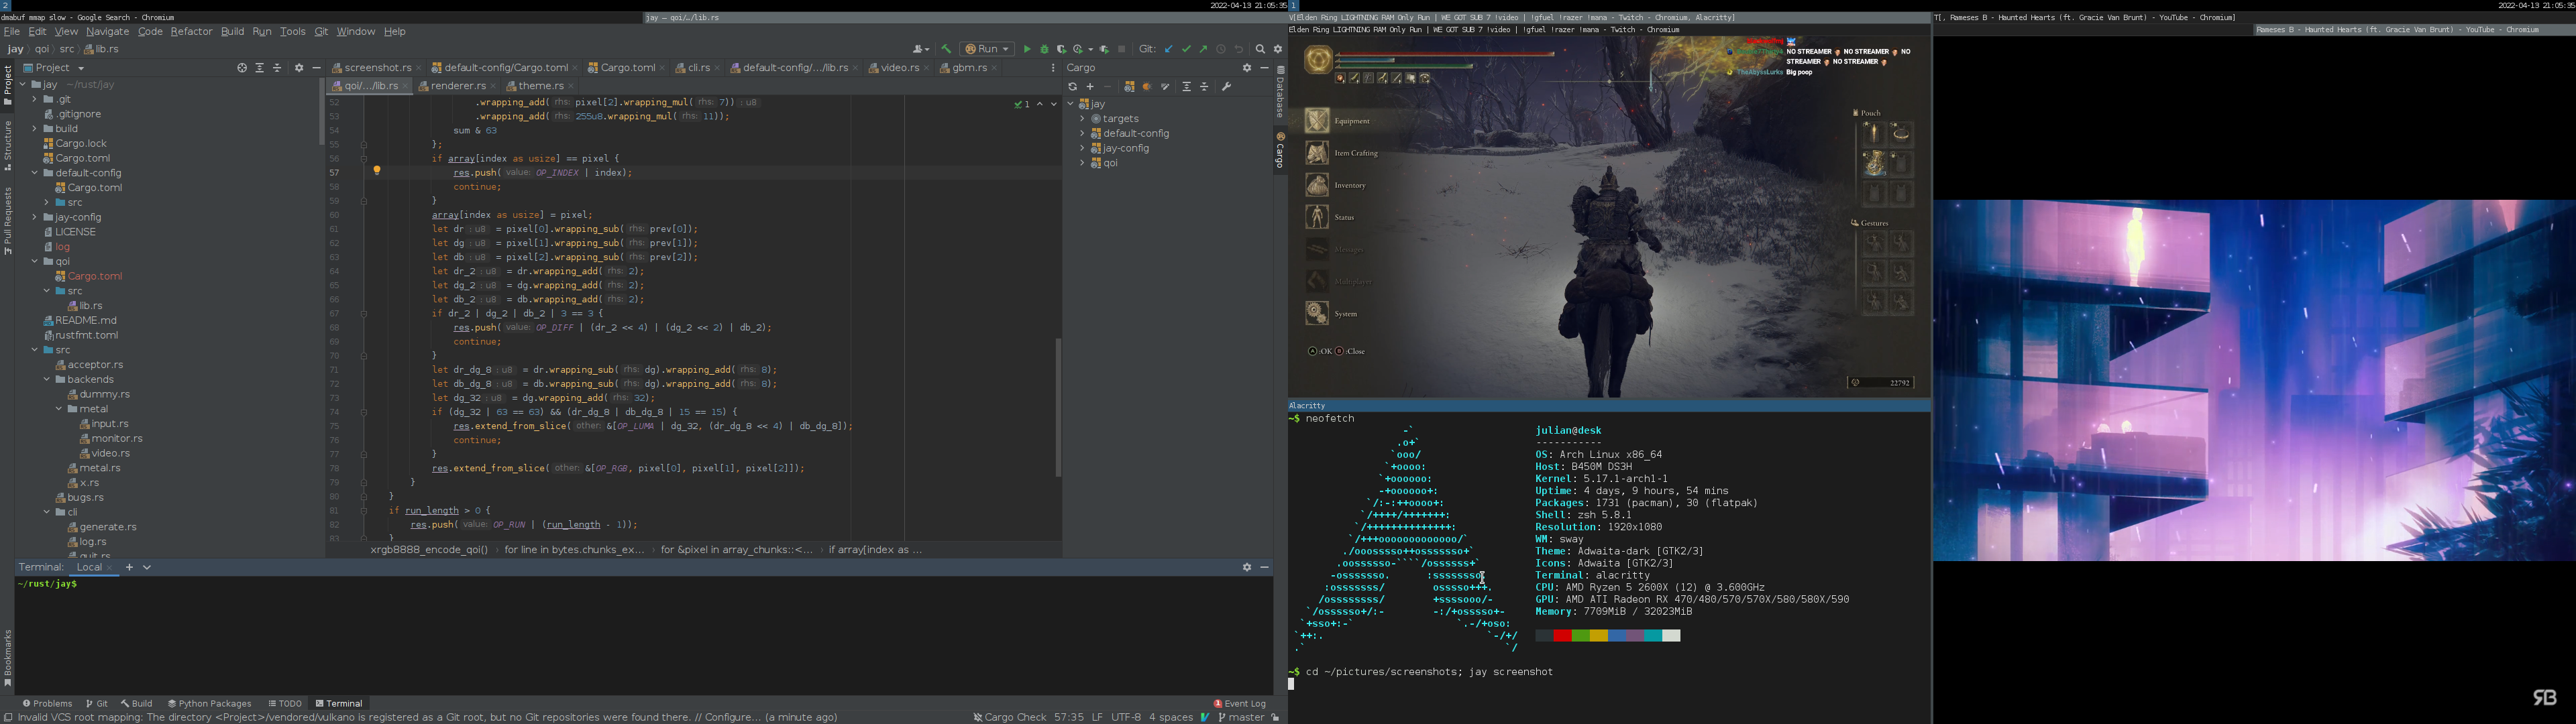 2
2022-04-13 21:05:35
dmabuf mmap slow - Google Search - Chromium
jay – qoi/…/lib.rs
File Edit View Navigate Code Refactor Build Run Tools Git Window Help
jay qoi src lib.rs
Run
Git:
Project
screenshot.rs default-config/Cargo.toml Cargo.toml cli.rs default-config/…/lib.rs video.rs gbm.rs
qoi/…/lib.rs renderer.rs theme.rs
Project
Structure
Pull Requests
Bookmarks
jay ~/rust/jay
.git
.gitignore
build
Cargo.lock
Cargo.toml
default-config
Cargo.toml
src
jay-config
LICENSE
log
qoi
Cargo.toml
src
lib.rs
README.md
rustfmt.toml
src
acceptor.rs
backends
dummy.rs
metal
input.rs
monitor.rs
video.rs
metal.rs
x.rs
bugs.rs
cli
generate.rs
log.rs
quit.rs
1
52 .wrapping_add( rhs: pixel[2].wrapping_mul( rhs: 7)) : u8
53 .wrapping_add( rhs: 255u8.wrapping_mul( rhs: 11));
54 sum & 63
55 };
56 if array[index as usize] == pixel {
57 res.push( value: OP_INDEX | index);
58 continue;
59 }
60 array[index as usize] = pixel;
61 let dr : u8 = pixel[0].wrapping_sub( rhs: prev[0]);
62 let dg : u8 = pixel[1].wrapping_sub( rhs: prev[1]);
63 let db : u8 = pixel[2].wrapping_sub( rhs: prev[2]);
64 let dr_2 : u8 = dr.wrapping_add( rhs: 2);
65 let dg_2 : u8 = dg.wrapping_add( rhs: 2);
66 let db_2 : u8 = db.wrapping_add( rhs: 2);
67 if dr_2 | dg_2 | db_2 | 3 == 3 {
68 res.push( value: OP_DIFF | (dr_2 << 4) | (dg_2 << 2) | db_2);
69 continue;
70 }
71 let dr_dg_8 : u8 = dr.wrapping_sub( rhs: dg).wrapping_add( rhs: 8);
72 let db_dg_8 : u8 = db.wrapping_sub( rhs: dg).wrapping_add( rhs: 8);
73 let dg_32 : u8 = dg.wrapping_add( rhs: 32);
74 if (dg_32 | 63 == 63) && (dr_dg_8 | db_dg_8 | 15 == 15) {
75 res.extend_from_slice( other: &[OP_LUMA | dg_32, (dr_dg_8 << 4) | db_dg_8]);
76 continue;
77 }
78 res.extend_from_slice( other: &[OP_RGB, pixel[0], pixel[1], pixel[2]]);
79 }
80 }
81 if run_length > 0 {
82 res.push( value: OP_RUN | (run_length - 1));
83 }
xrgb8888_encode_qoi() for line in bytes.chunks_ex… for &pixel in array_chunks::<… if array[index as …
Cargo
jay
targets
default-config
jay-config
qoi
Database
Cargo
Terminal: Local
~/rust/jay$
Problems Git Build Python Packages TODO Terminal
Event Log
Invalid VCS root mapping: The directory <Project>/vendored/vulkano is registered as a Git root, but no Git repositories were found there. // Configure... (a minute ago)
Cargo Check 57:35 LF UTF-8 4 spaces master
1
2022-04-13 21:05:35
V[Elden Ring LIGHTNING RAM Only Run | WE GOT SUB 7 !video | !gfuel !razer !mana - Twitch - Chromium, Alacritty]
Elden Ring LIGHTNING RAM Only Run | WE GOT SUB 7 !video | !gfuel !razer !mana - Twitch - Chromium
NO STREAMER NO STREAMER NO
STREAMER NO STREAMER
TheAbyssLurks Big poop
Equipment
Item Crafting
Inventory
Status
Messages
Multiplayer
System
A :OK B :Close
Pouch
Gestures
22792
Alacritty
~$ neofetch
julian@desk
-----------
OS: Arch Linux x86_64
Host: B450M DS3H
Kernel: 5.17.1-arch1-1
Uptime: 4 days, 9 hours, 54 mins
Packages: 1731 (pacman), 30 (flatpak)
Shell: zsh 5.8.1
Resolution: 1920x1080
WM: sway
Theme: Adwaita-dark [GTK2/3]
Icons: Adwaita [GTK2/3]
Terminal: alacritty
CPU: AMD Ryzen 5 2600X (12) @ 3.600GHz
GPU: AMD ATI Radeon RX 470/480/570/570X/580/580X/590
Memory: 7709MiB / 32023MiB
~$ cd ~/pictures/screenshots; jay screenshot
T[, Rameses B - Haunted Hearts (ft. Gracie Van Brunt) - YouTube - Chromium]
Rameses B - Haunted Hearts (ft. Gracie Van Brunt) - YouTube - Chromium
RB